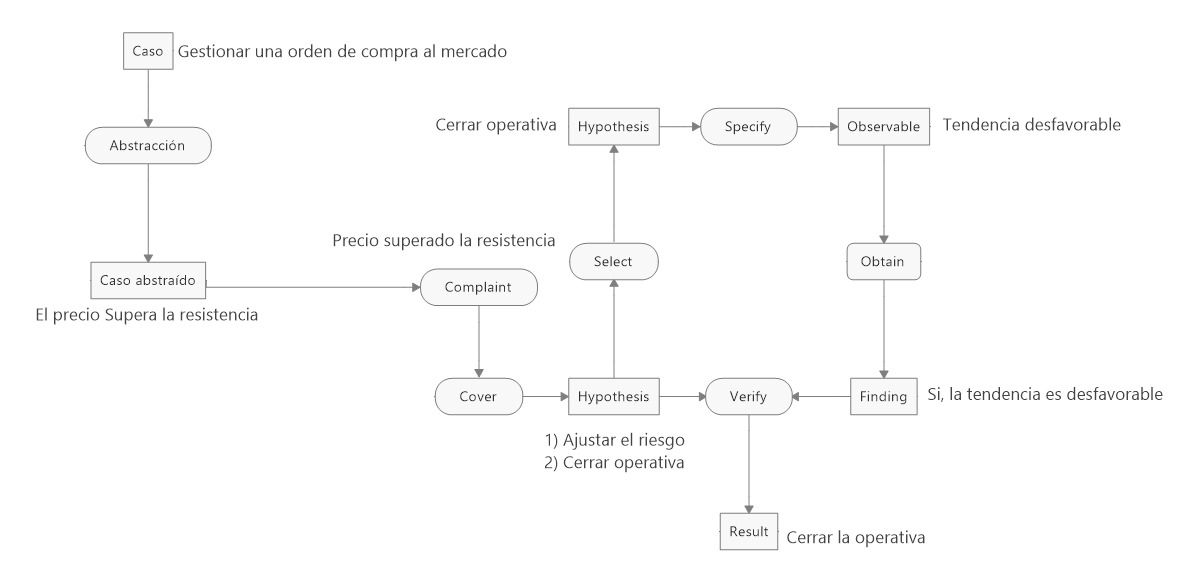 Caso
Gestionar una orden de compra al mercado
Abstracción
Cerrar operativa
Hypothesis
Specify
Observable
Tendencia desfavorable
Precio superado la resistencia
Select
Obtain
Caso abstraído
Complaint
El precio Supera la resistencia
Cover
Hypothesis
Verify
Finding
Si, la tendencia es desfavorable
1) Ajustar el riesgo
2) Cerrar operativa
Result
Cerrar la operativa